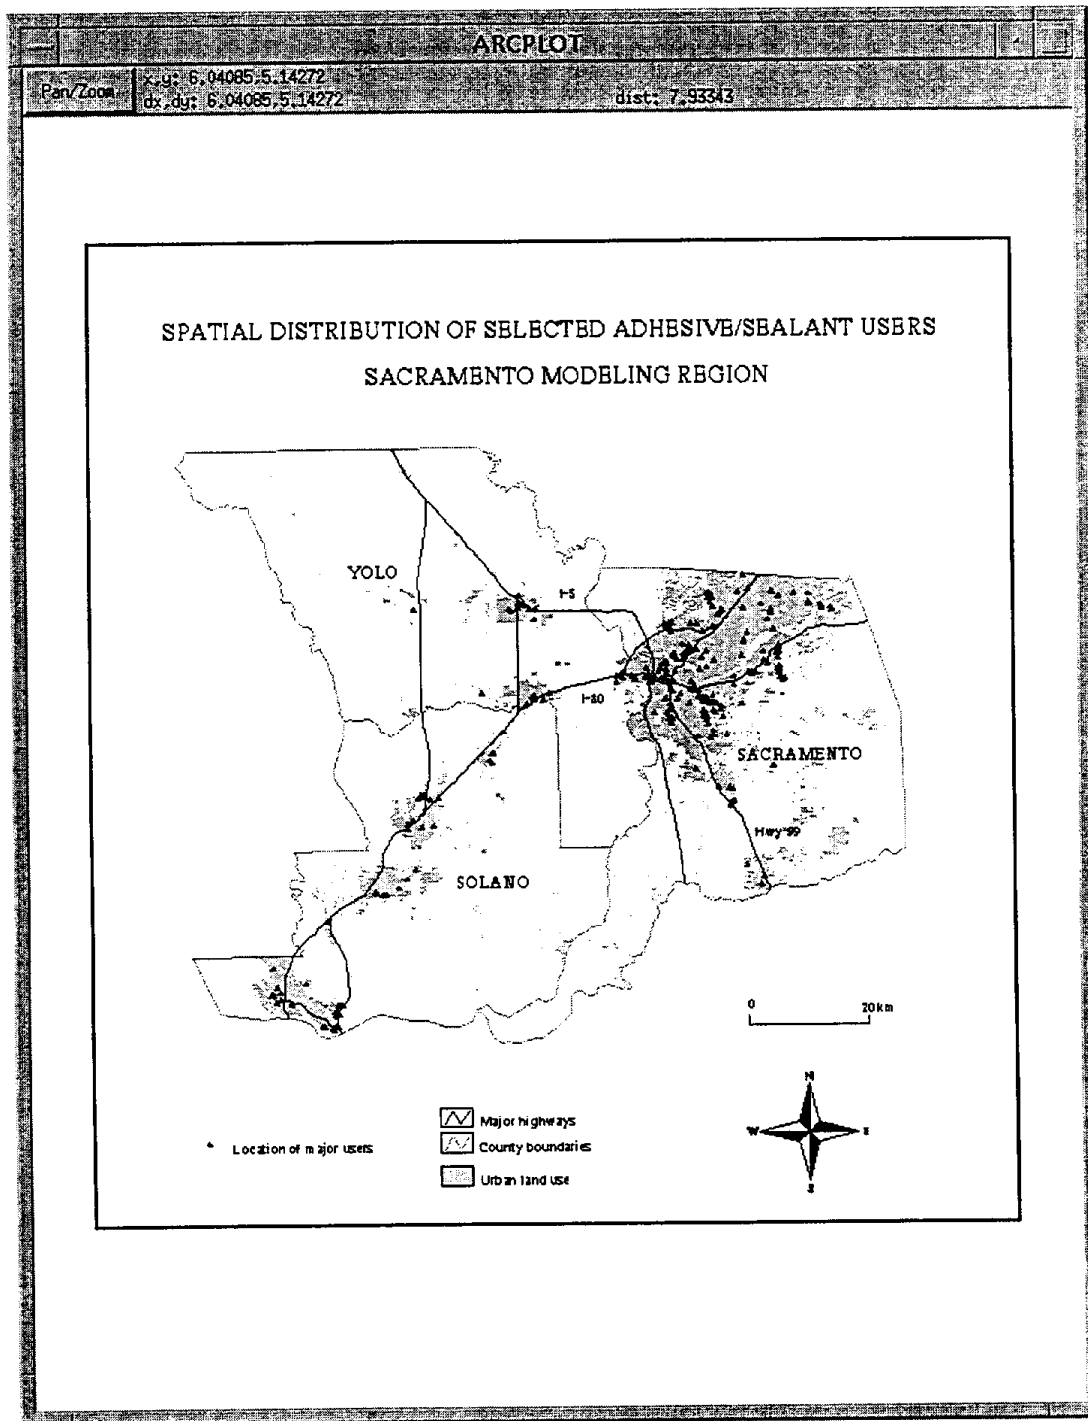 ARCPLOT
Pan/Zoom
x,y: 6.04085,5.14272
dx,dy: 6.04085,5.14272
dist: 7.93343
SPATIAL DISTRIBUTION OF SELECTED ADHESIVE/SEALANT USERS
SACRAMENTO MODELING REGION
YOLO
I-5
I-80
SACRAMENTO
Hwy-99
SOLANO
0 20km
N
W E
S
Location of major users
Major highways
County boundaries
Urban land use